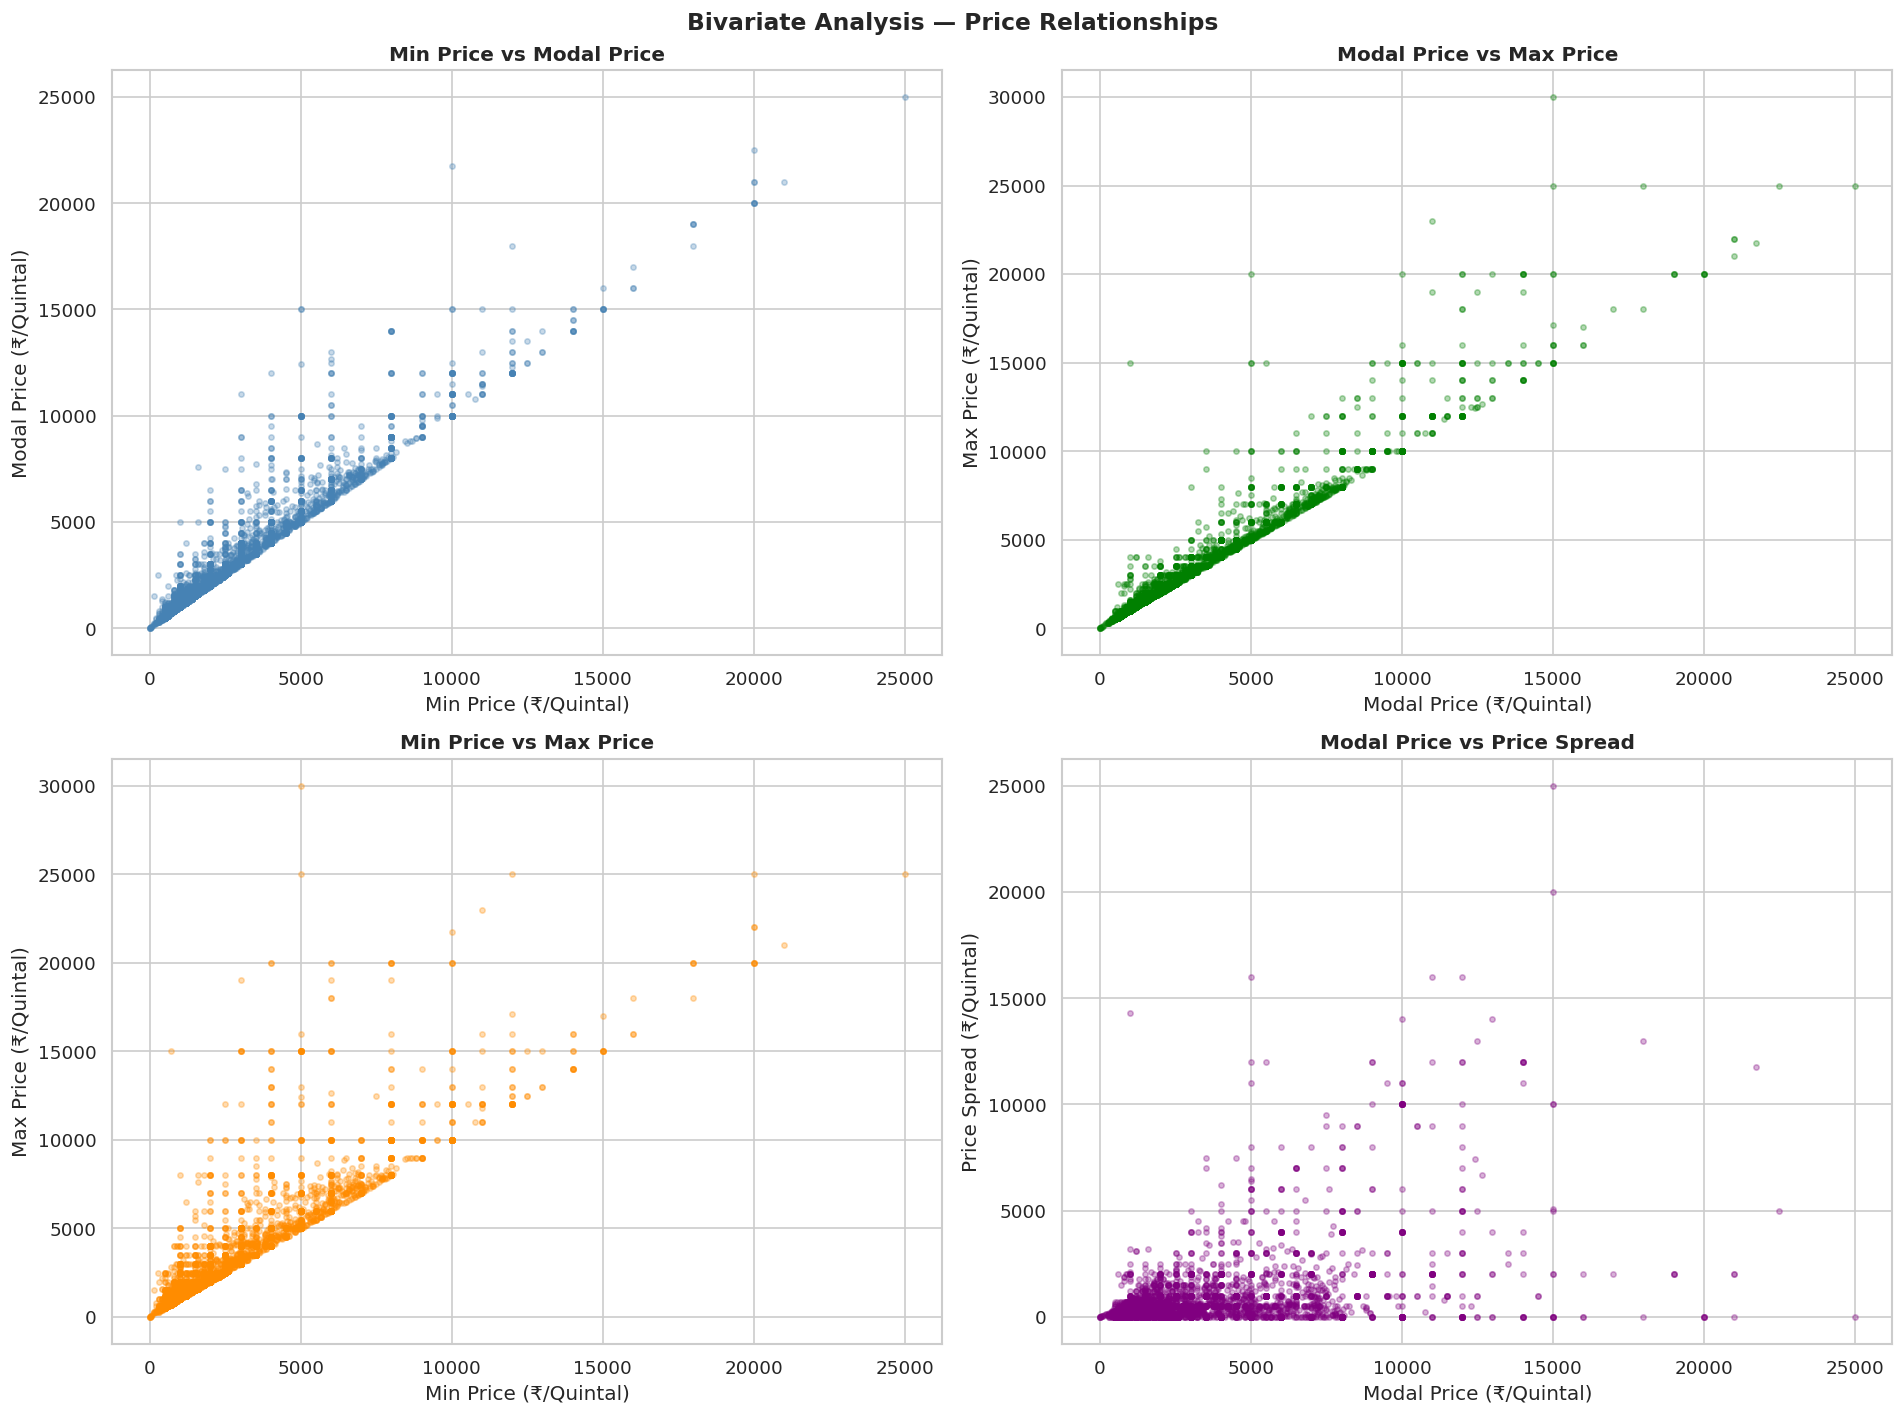 Bivariate Analysis — Price Relationships
Min Price vs Modal Price
25000
20000
15000
10000
5000
0
Modal Price (₹/Quintal)
0 5000 10000 15000 20000 25000
Min Price (₹/Quintal)
Modal Price vs Max Price
30000
25000
20000
15000
10000
5000
0
Max Price (₹/Quintal)
0 5000 10000 15000 20000 25000
Modal Price (₹/Quintal)
Min Price vs Max Price
30000
25000
20000
15000
10000
5000
0
Max Price (₹/Quintal)
0 5000 10000 15000 20000 25000
Min Price (₹/Quintal)
Modal Price vs Price Spread
25000
20000
15000
10000
5000
0
Price Spread (₹/Quintal)
0 5000 10000 15000 20000 25000
Modal Price (₹/Quintal)